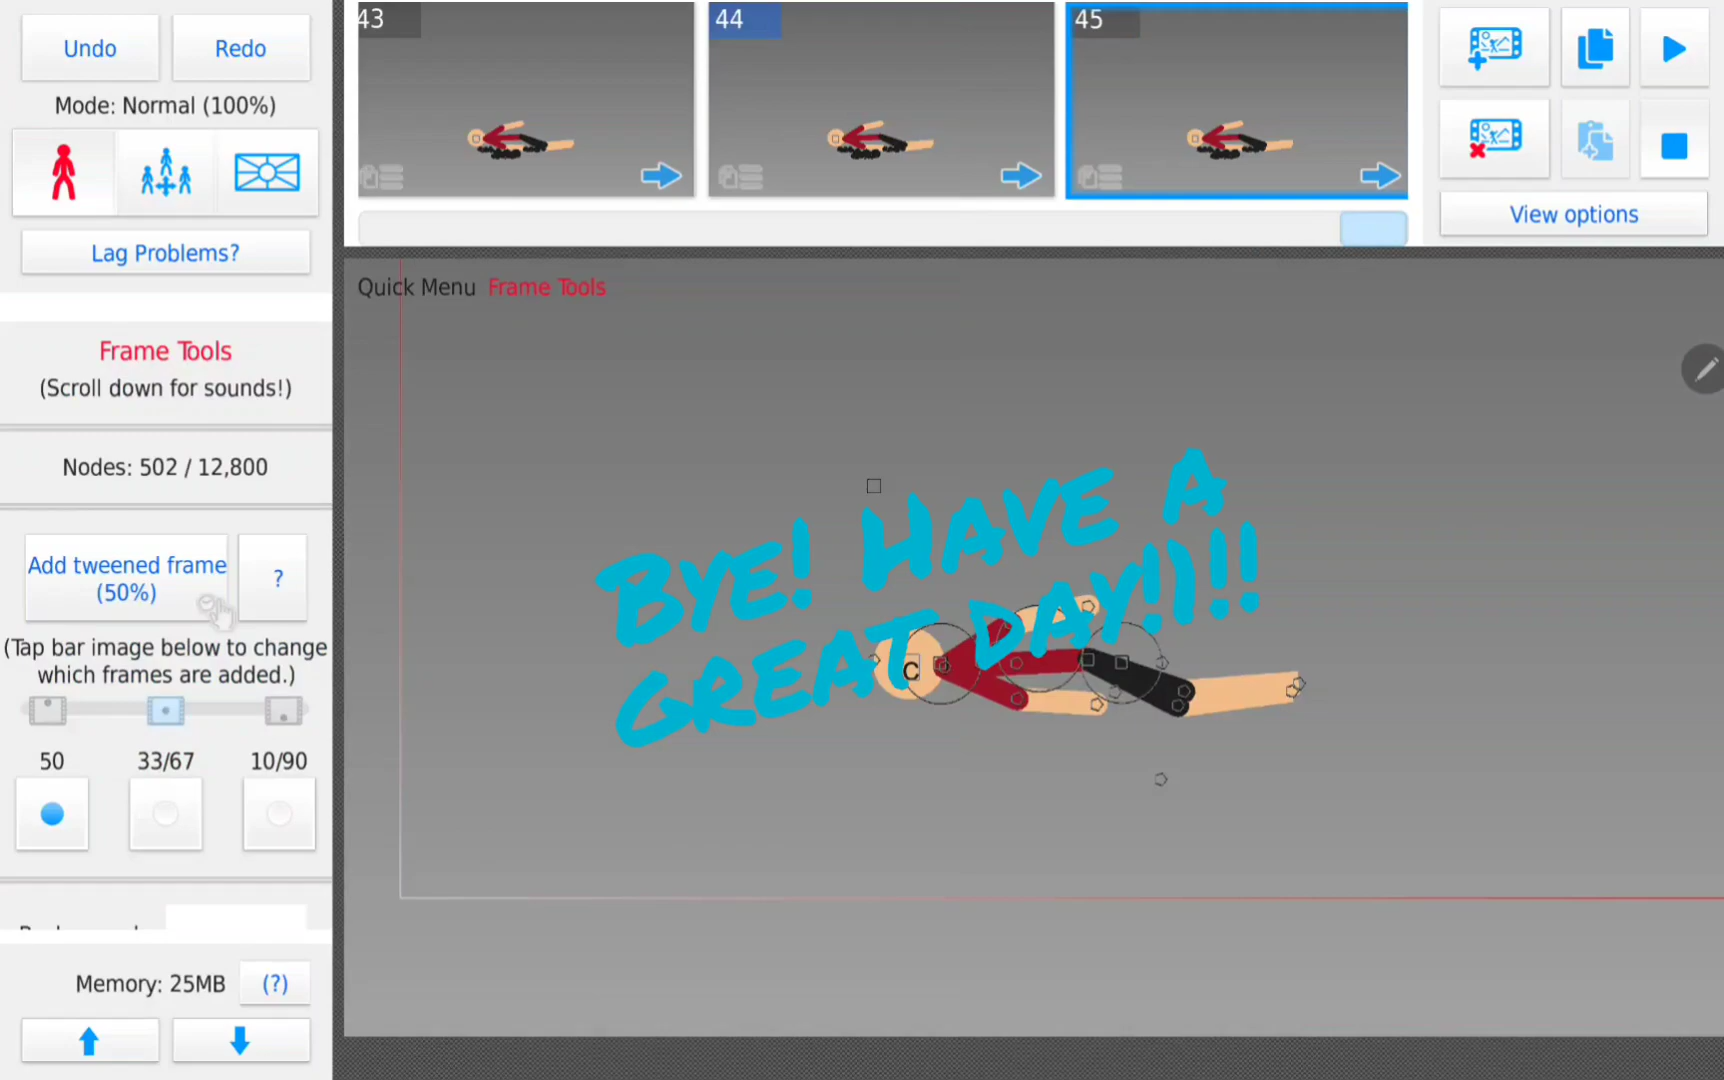 Undo
Redo
Mode: Normal (100%)
Lag Problems?
Frame Tools
(Scroll down for sounds!)
Nodes: 502 / 12,800
Add tweened frame
(50%)
?
(Tap bar image below to change
which frames are added.)
50
33/67
10/90
Memory: 25MB
(?)
43
44
45
View options
Quick Menu
Frame Tools
BYE! HAVE A
GREAT DAY!)!!
C